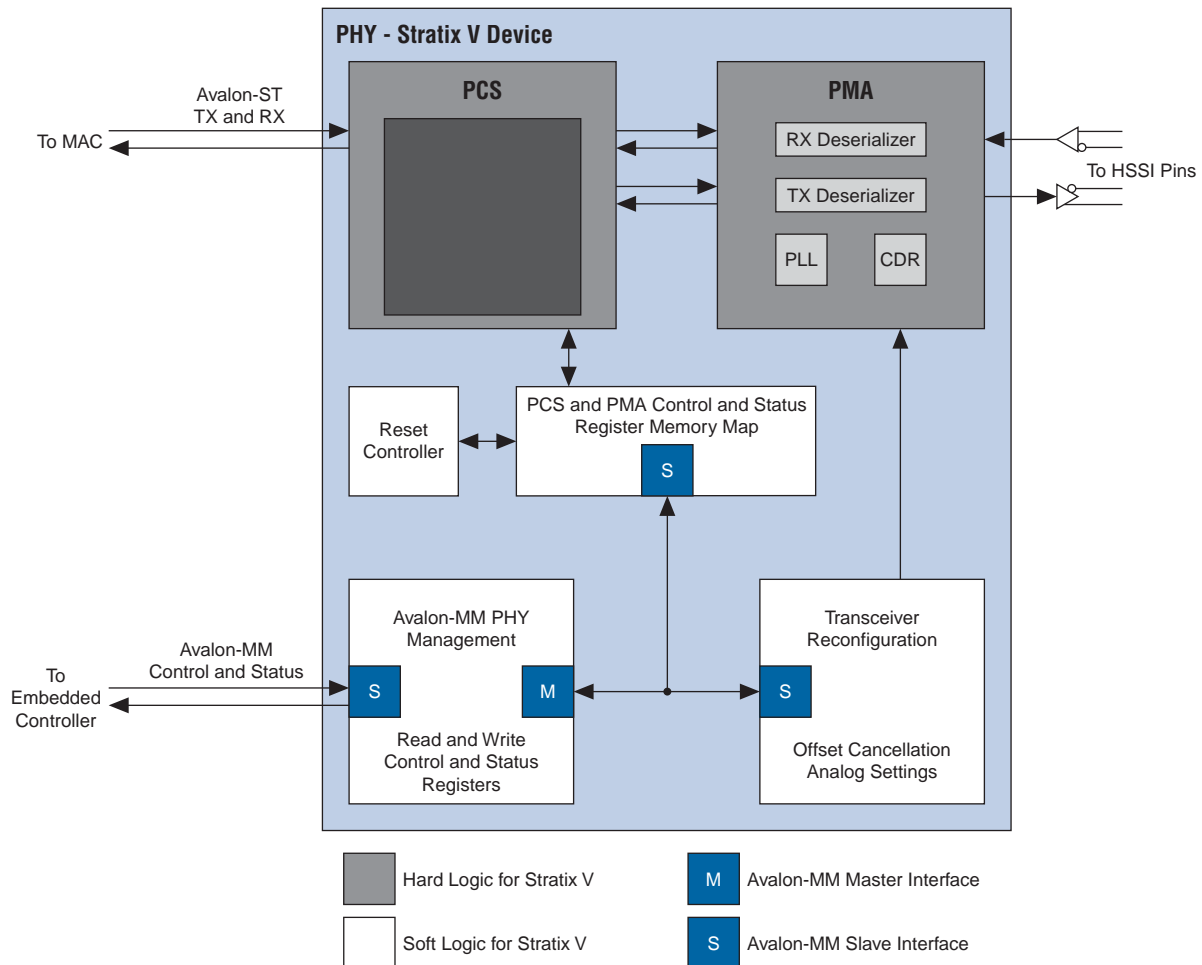 PHY - Stratix V Device
PCS
PMA
Avalon-ST
TX and RX
To MAC
RX Deserializer
TX Deserializer
PLL
CDR
To HSSI Pins
Reset
Controller
PCS and PMA Control and Status
Register Memory Map
S
Avalon-MM PHY
Management
Transceiver
Reconfiguration
Avalon-MM
Control and Status
To
Embedded
Controller
S
M
S
Read and Write
Control and Status
Registers
Offset Cancellation
Analog Settings
Hard Logic for Stratix V
M
Avalon-MM Master Interface
Soft Logic for Stratix V
S
Avalon-MM Slave Interface